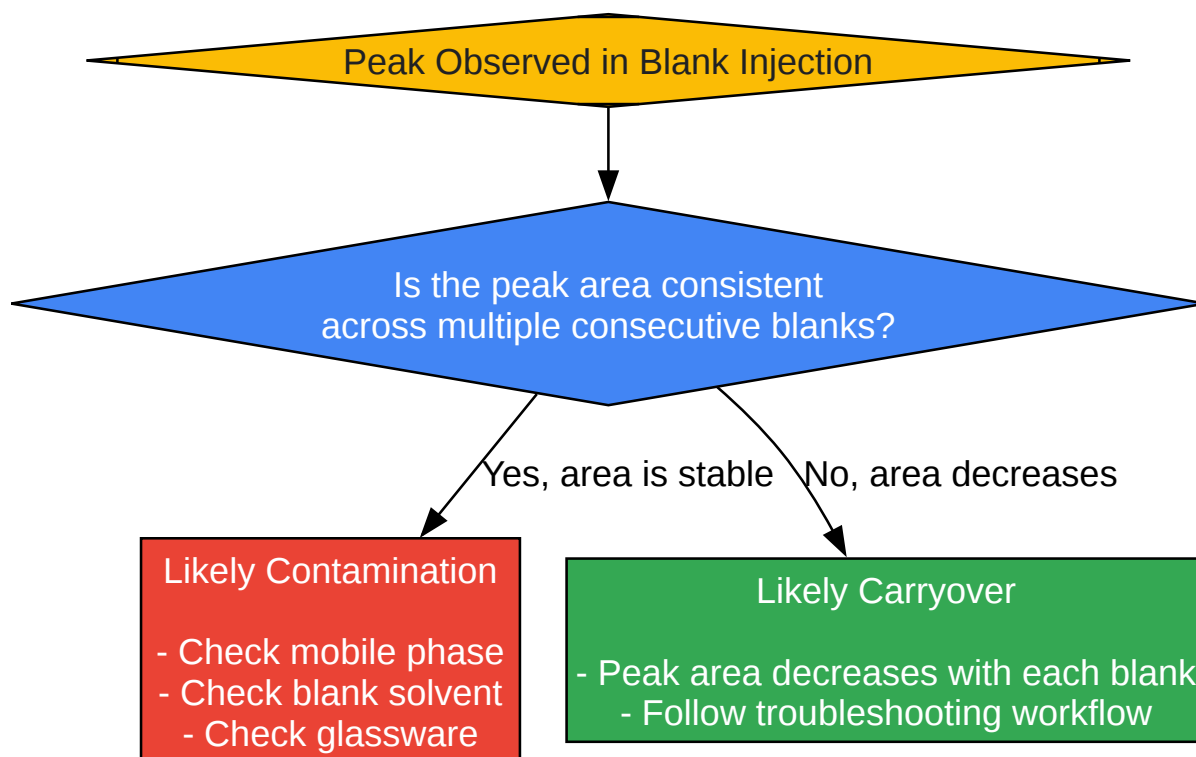 Peak Observed in Blank Injection
Is the peak area consistent
across multiple consecutive blanks?
Yes, area is stable
No, area decreases
Likely Contamination
- Check mobile phase
- Check blank solvent
- Check glassware
Likely Carryover
- Peak area decreases with each blank
- Follow troubleshooting workflow